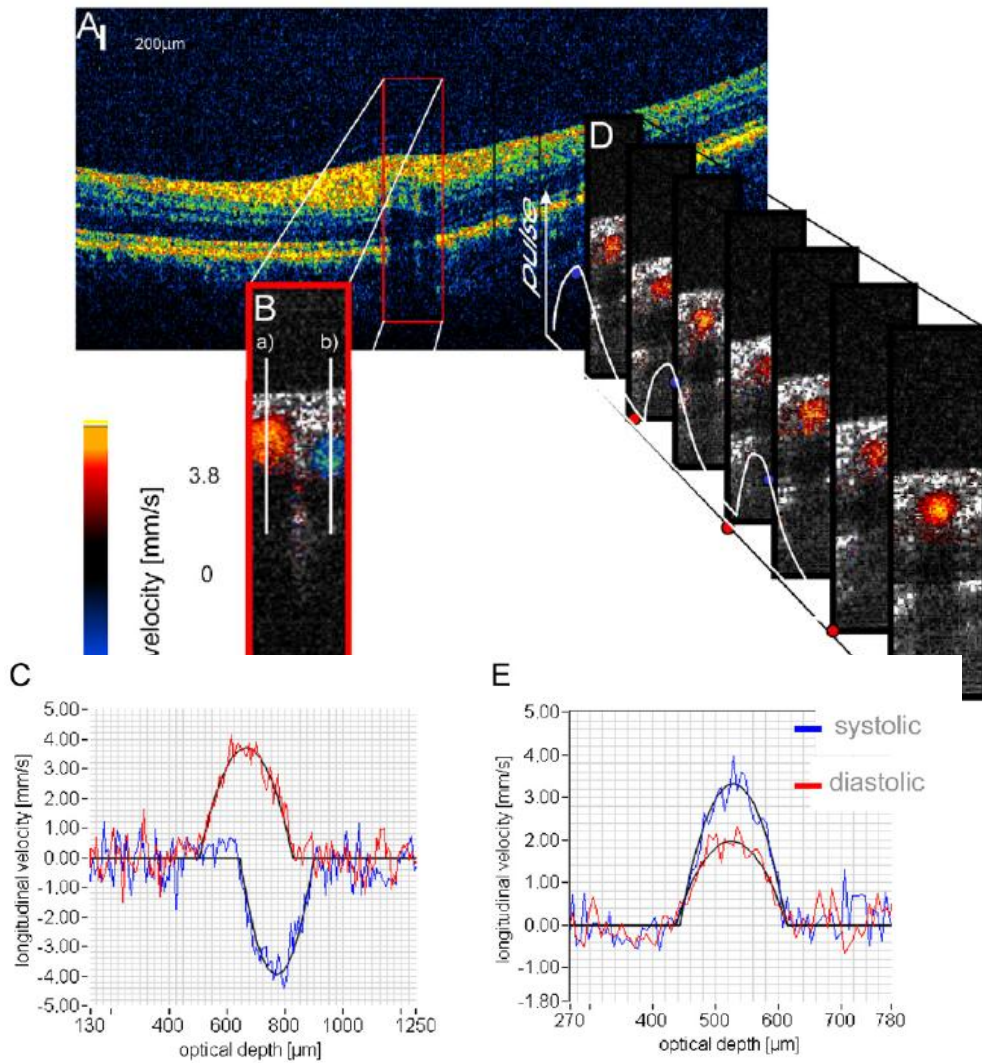 A
200μm
D
pulse
B
a)
b)
3.8
0
velocity [mm/s]
C
5.00
4.00
3.00
2.00
1.00
0.00
-1.00
-2.00
-3.00
-4.00
-5.00
longitudinal velocity [mm/s]
130
400
600
800
1000
1250
optical depth [μm]
E
5.00
4.00
3.00
2.00
1.00
0.00
-1.00
-1.80
longitudinal velocity [mm/s]
systolic
diastolic
270
400
500
600
700
780
optical depth [μm]